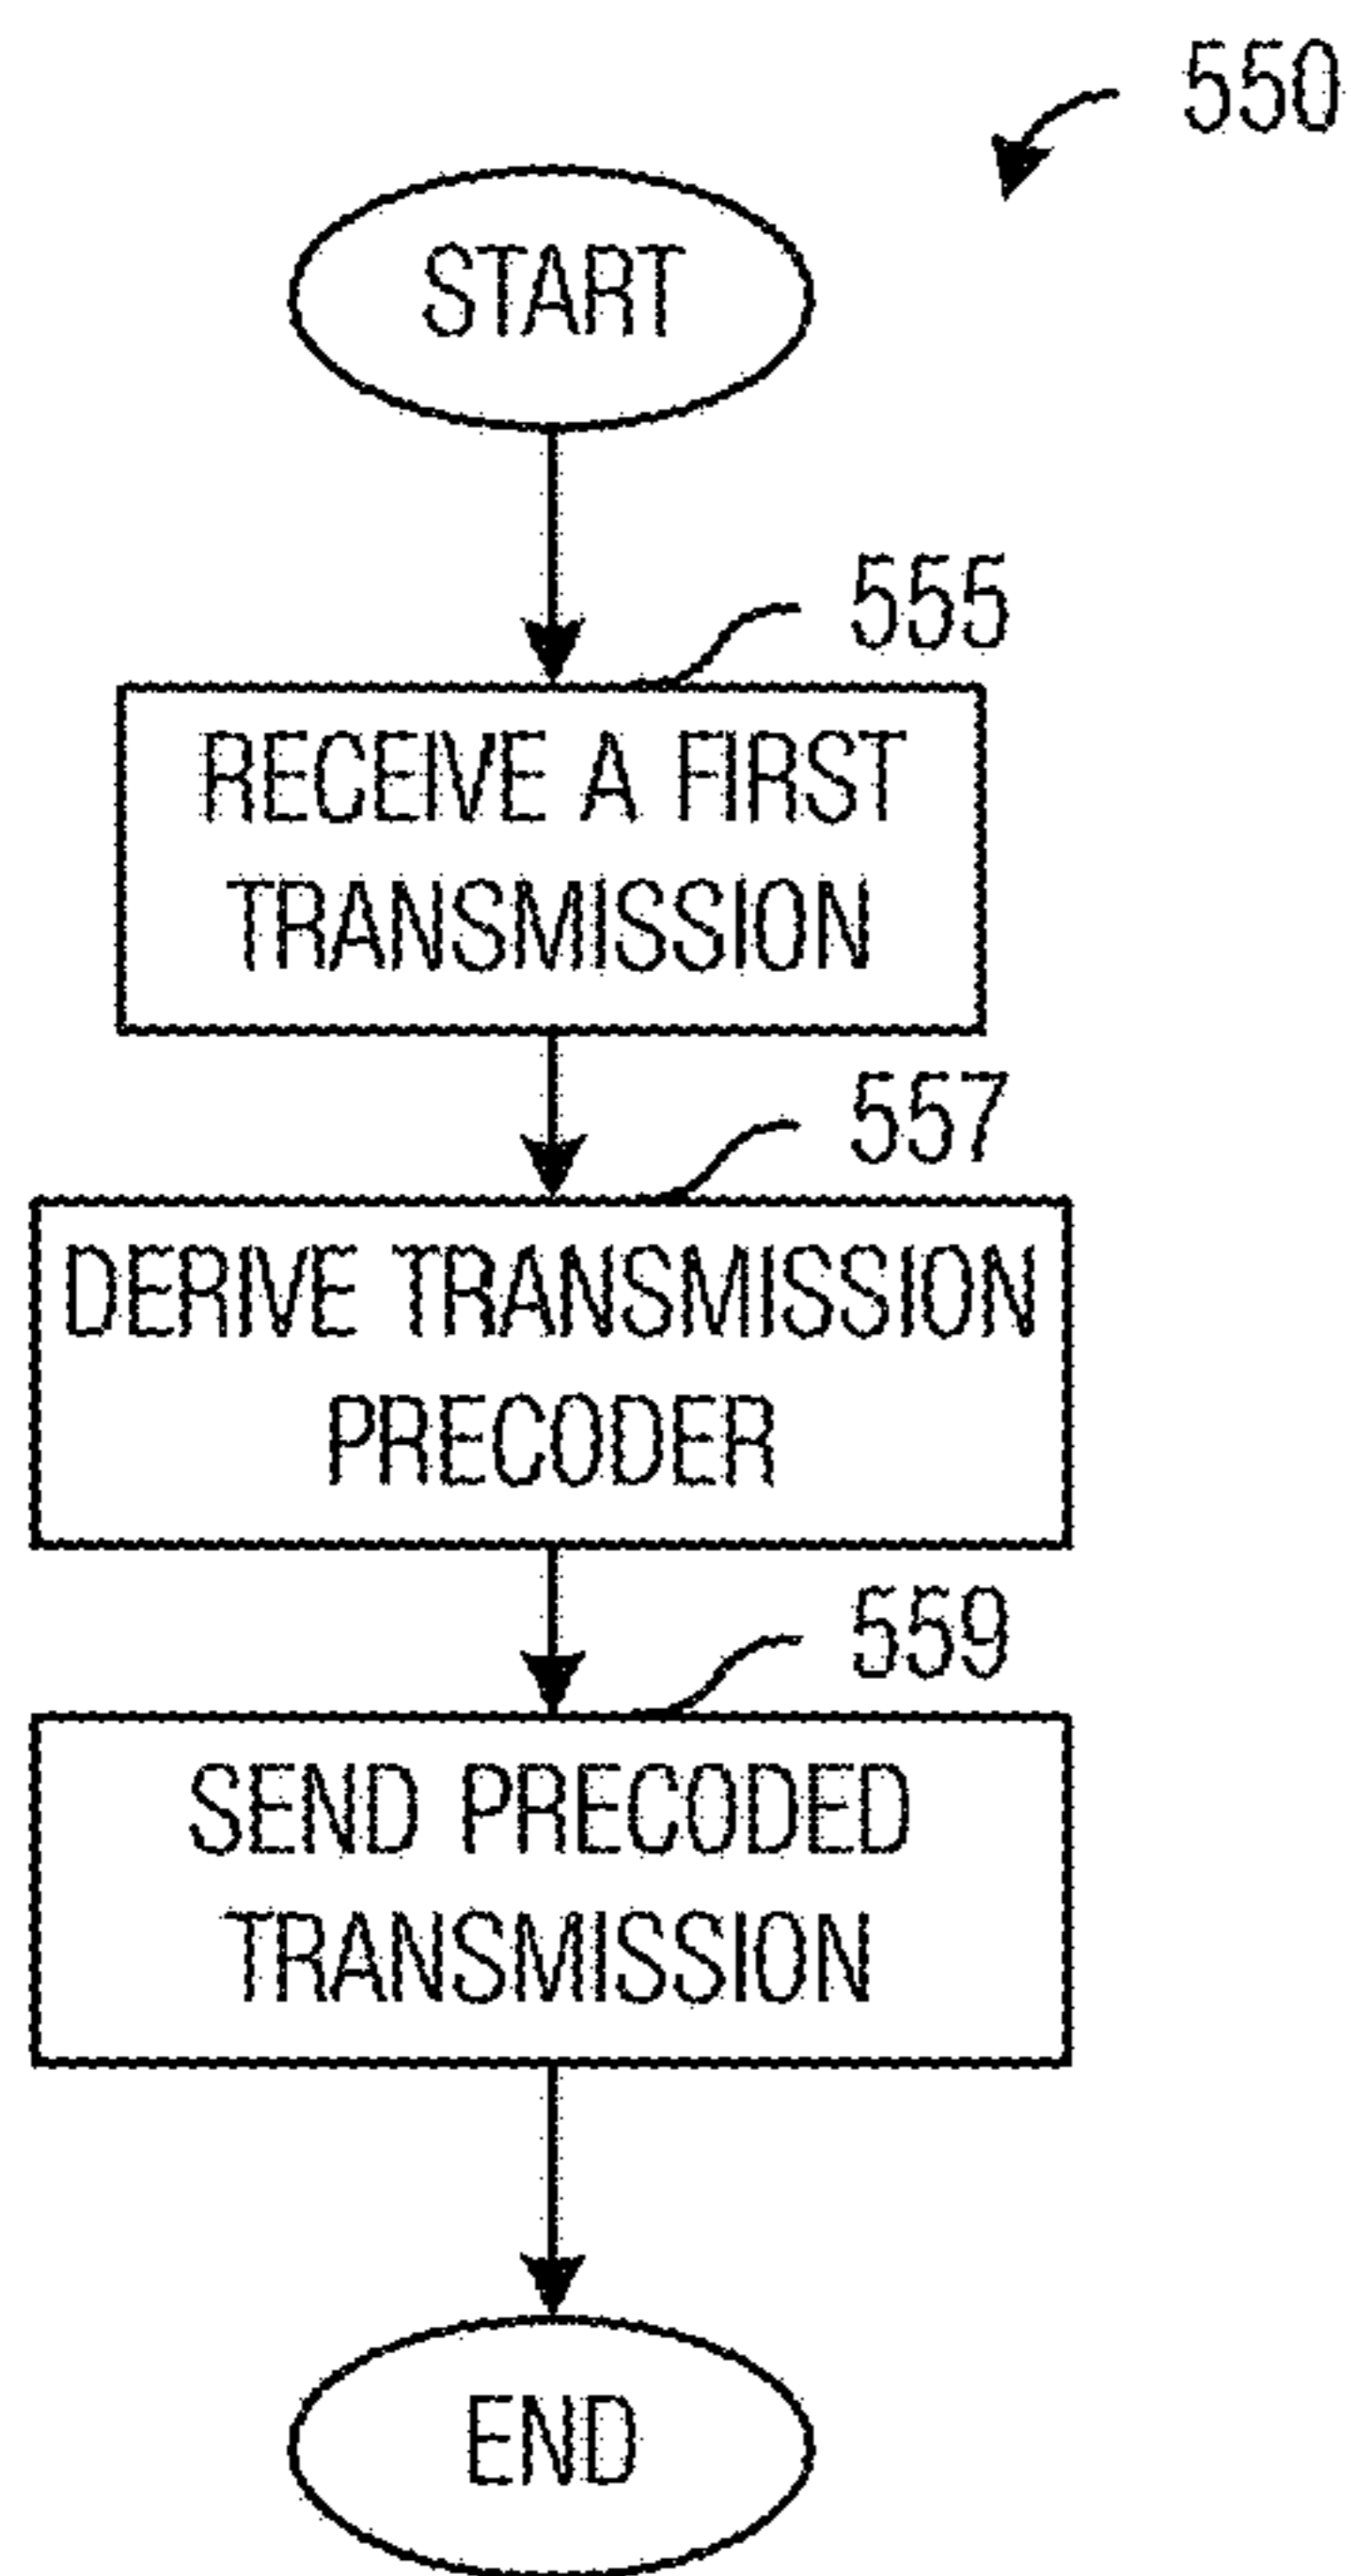 550
START
555
RECEIVE A FIRST
TRANSMISSION
557
DERIVE TRANSMISSION
PRECODER
559
SEND PRECODED
TRANSMISSION
END